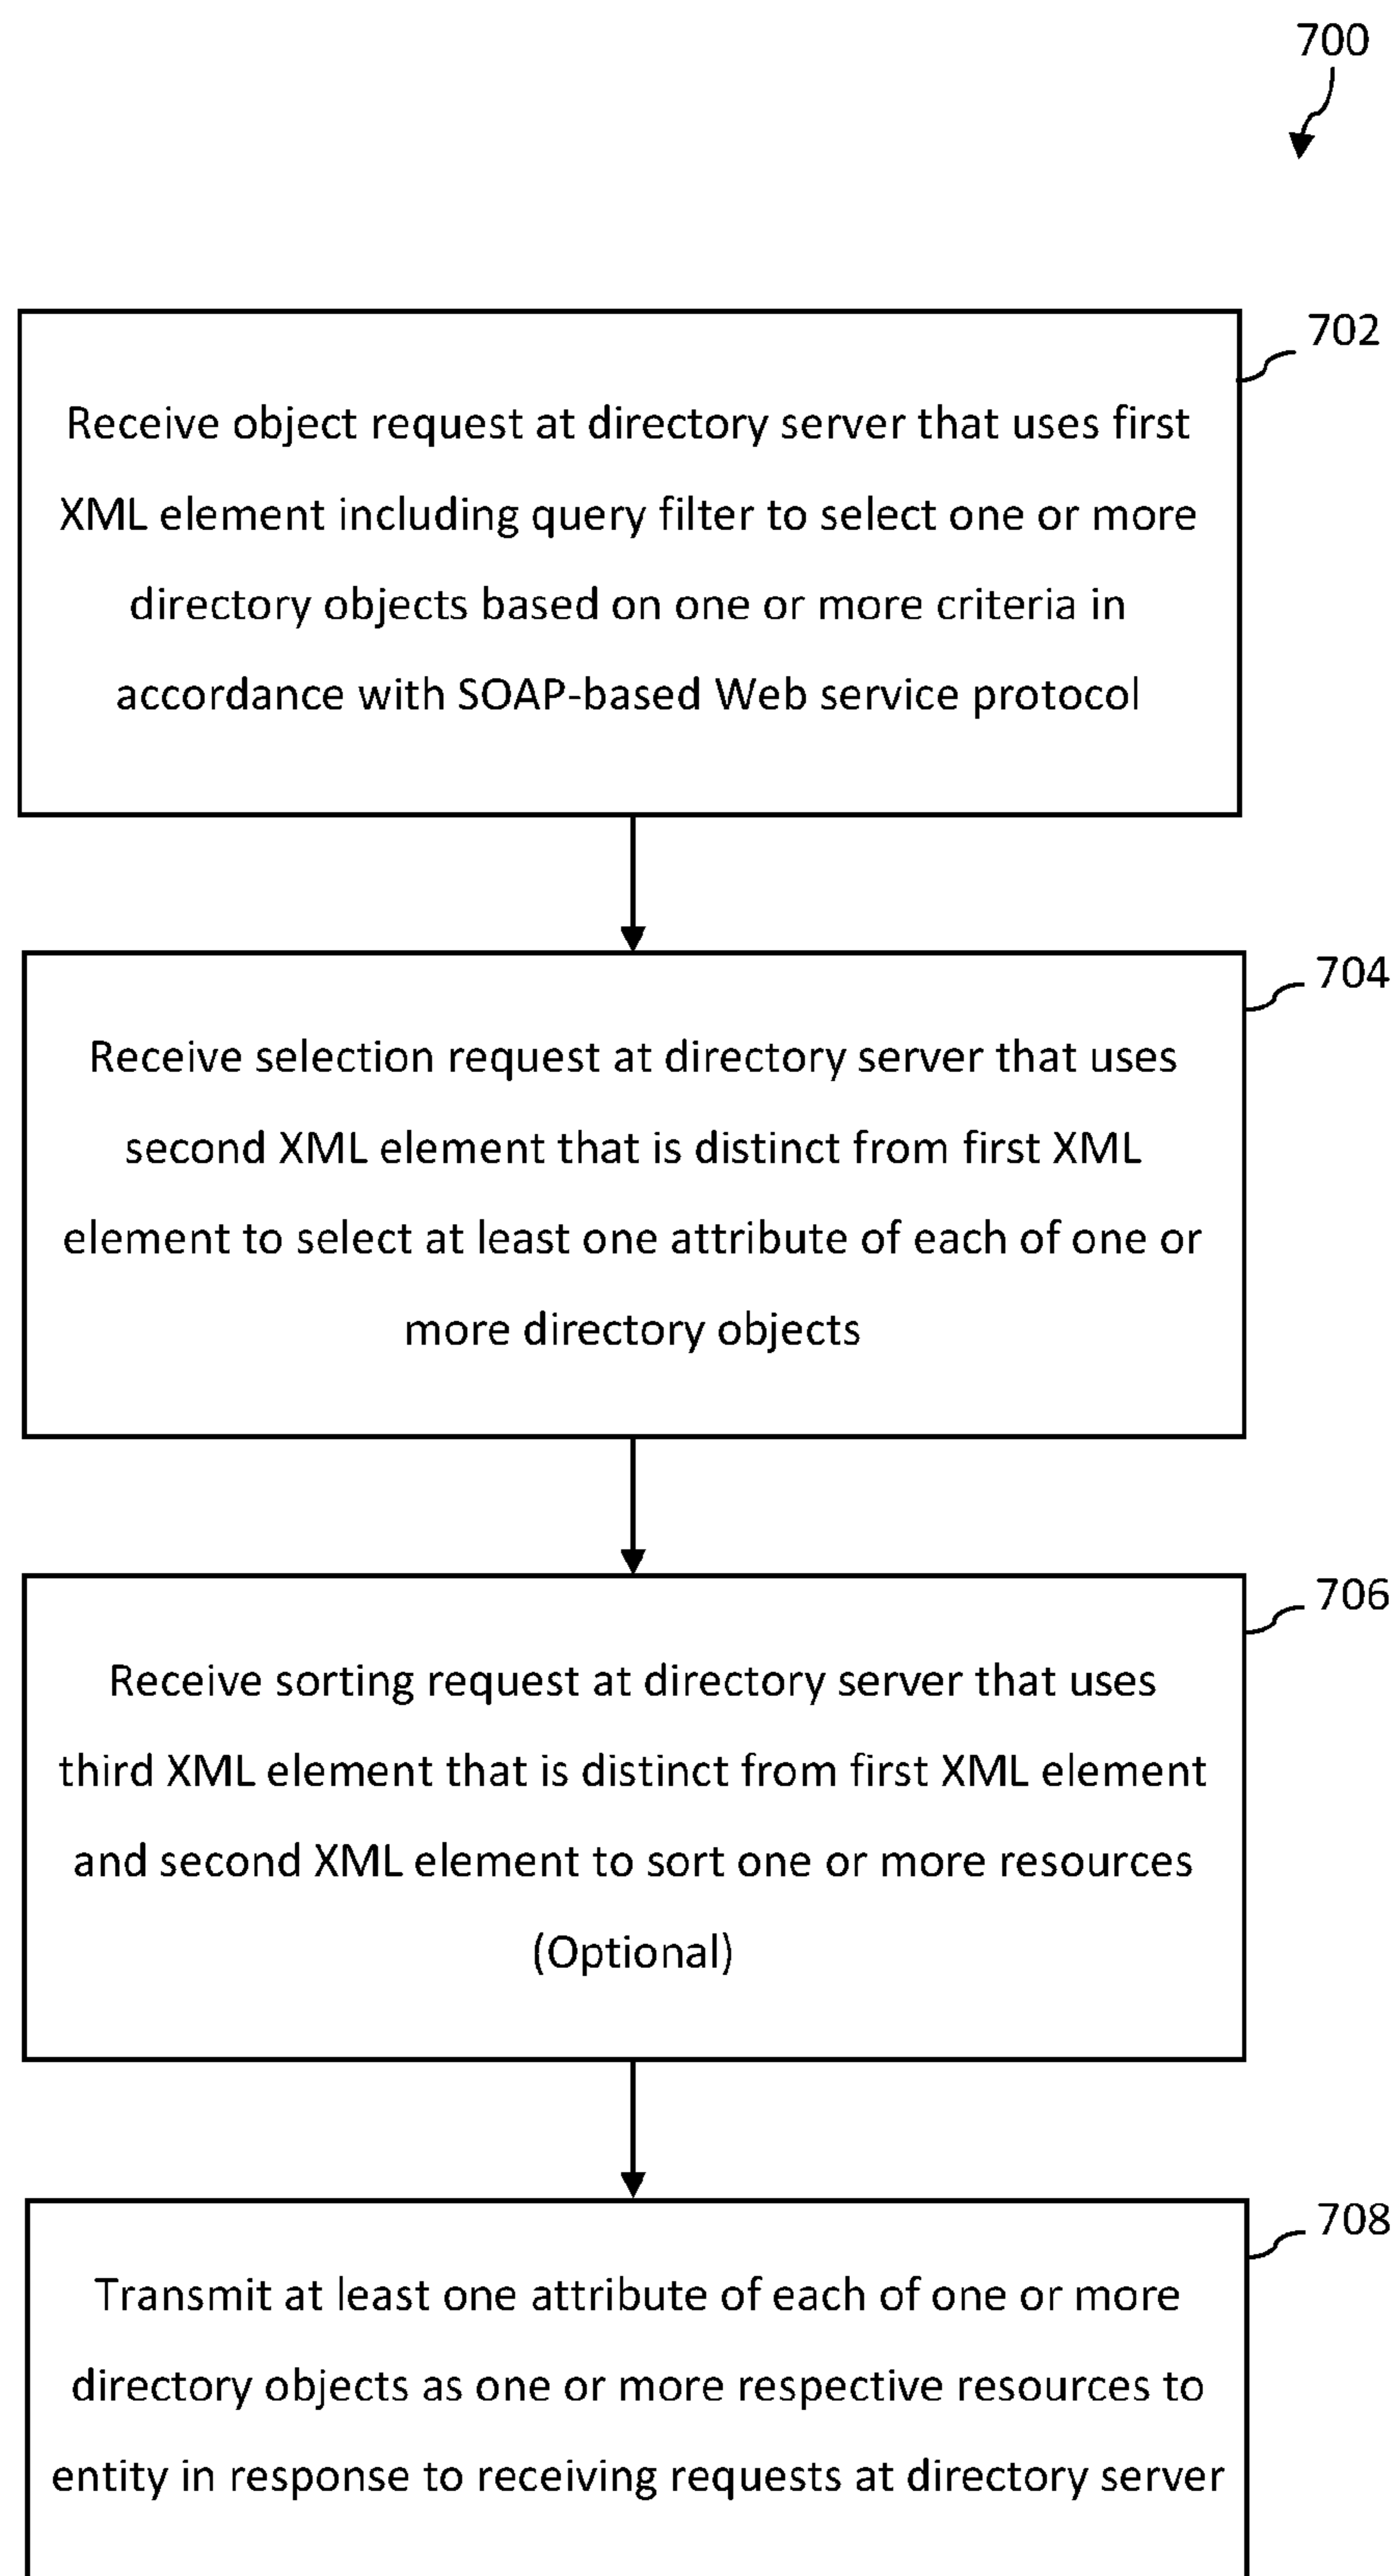 700
702
Receive object request at directory server that uses first
XML element including query filter to select one or more
directory objects based on one or more criteria in
accordance with SOAP-based Web service protocol
704
Receive selection request at directory server that uses
second XML element that is distinct from first XML
element to select at least one attribute of each of one or
more directory objects
706
Receive sorting request at directory server that uses
third XML element that is distinct from first XML element
and second XML element to sort one or more resources
(Optional)
708
Transmit at least one attribute of each of one or more
directory objects as one or more respective resources to
entity in response to receiving requests at directory server